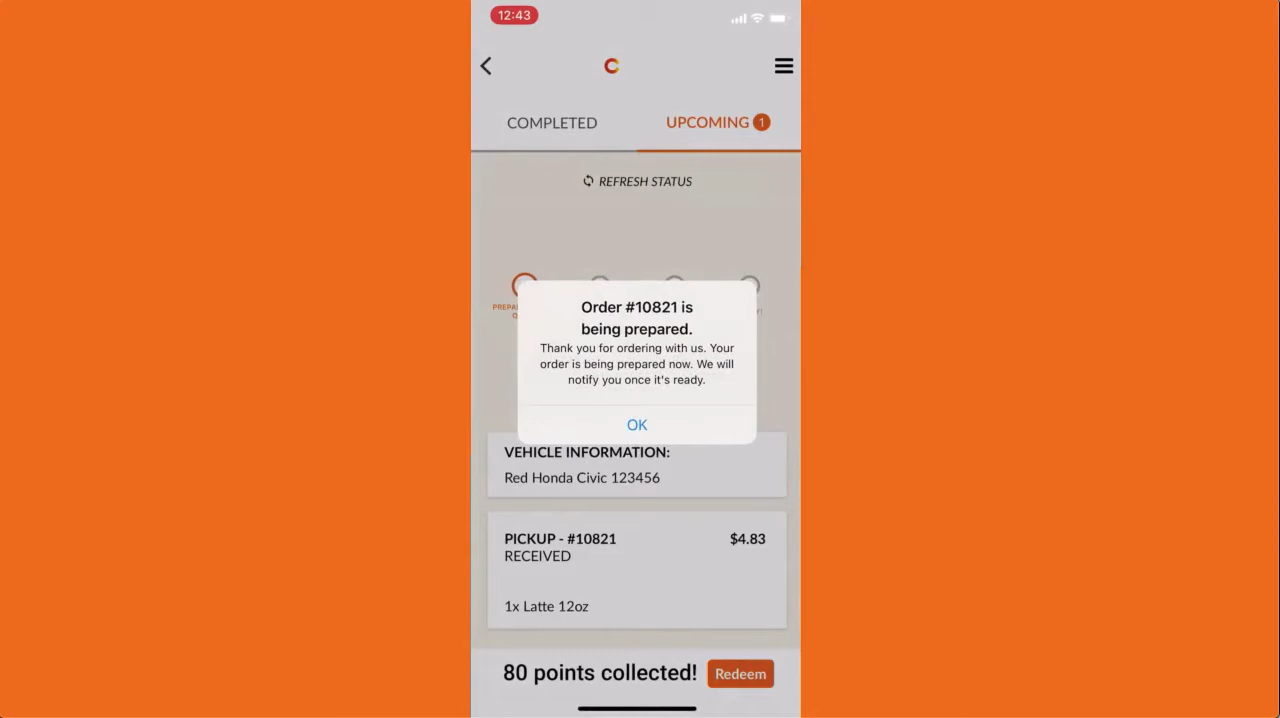 12:43
C
COMPLETED
UPCOMING 1
REFRESH STATUS
Order #10821 is
being prepared.
Thank you for ordering with us. Your
order is being prepared now. We will
notify you once it's ready.
OK
VEHICLE INFORMATION:
Red Honda Civic 123456
PICKUP - #10821 $4.83
RECEIVED
1x Latte 12oz
80 points collected! Redeem